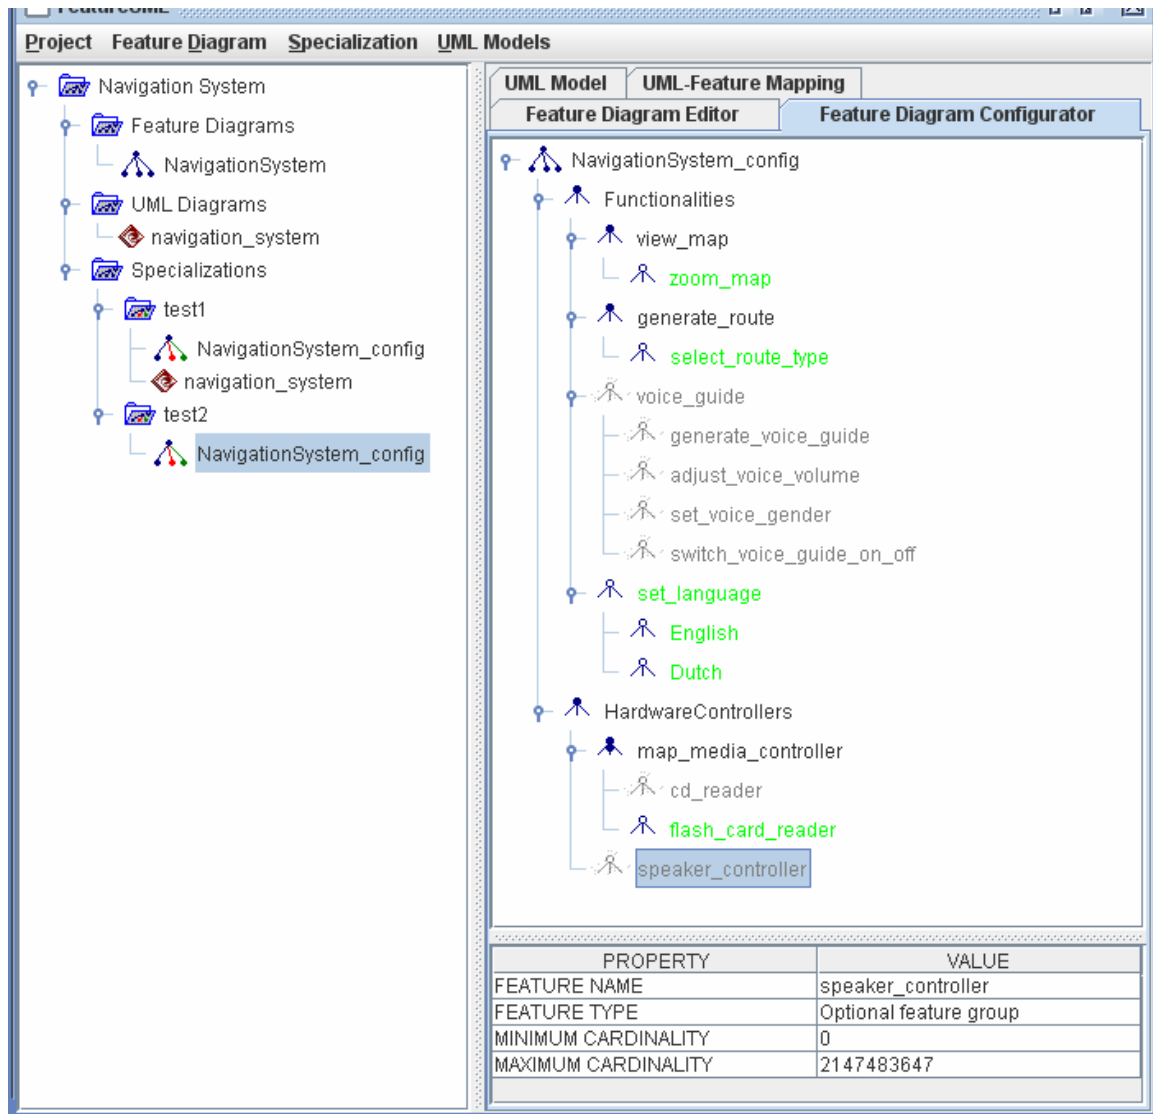 FeatureUML
Project Feature Diagram Specialization UML Models
Navigation System
Feature Diagrams
NavigationSystem
UML Diagrams
navigation_system
Specializations
test1
NavigationSystem_config
navigation_system
test2
NavigationSystem_config
UML Model UML-Feature Mapping
Feature Diagram Editor Feature Diagram Configurator
NavigationSystem_config
Functionalities
view_map
zoom_map
generate_route
select_route_type
voice_guide
generate_voice_guide
adjust_voice_volume
set_voice_gender
switch_voice_guide_on_off
set_language
English
Dutch
HardwareControllers
map_media_controller
cd_reader
flash_card_reader
speaker_controller
PROPERTY VALUE
FEATURE NAME speaker_controller
FEATURE TYPE Optional feature group
MINIMUM CARDINALITY 0
MAXIMUM CARDINALITY 2147483647